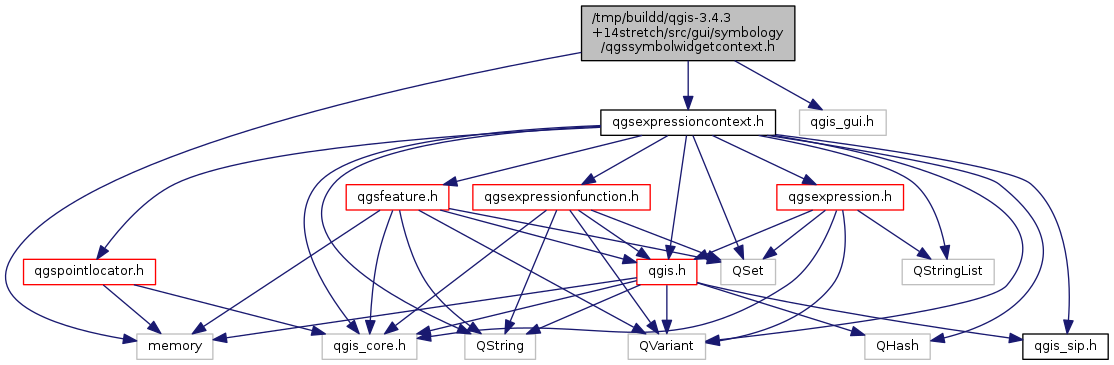 /tmp/buildd/qgis-3.4.3
+14stretch/src/gui/symbology
/qgssymbolwidgetcontext.h
qgsexpressioncontext.h
qgis_gui.h
qgsfeature.h
qgsexpressionfunction.h
qgsexpression.h
qgspointlocator.h
qgis.h
QSet
QStringList
memory
qgis_core.h
QString
QVariant
QHash
qgis_sip.h